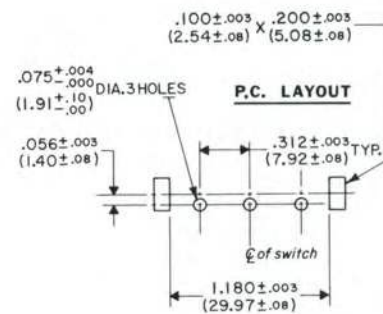 .100±.003 x .200±.003
(2.54±.08) (5.08±.08)
.075+.004
-.000
(1.91+.10
-.00)
DIA.3HOLES
P.C. LAYOUT
.056±.003
(1.40±.08)
.312±.003
(7.92±.08) TYP.
℄ of switch
1.180±.003
(29.97±.08)